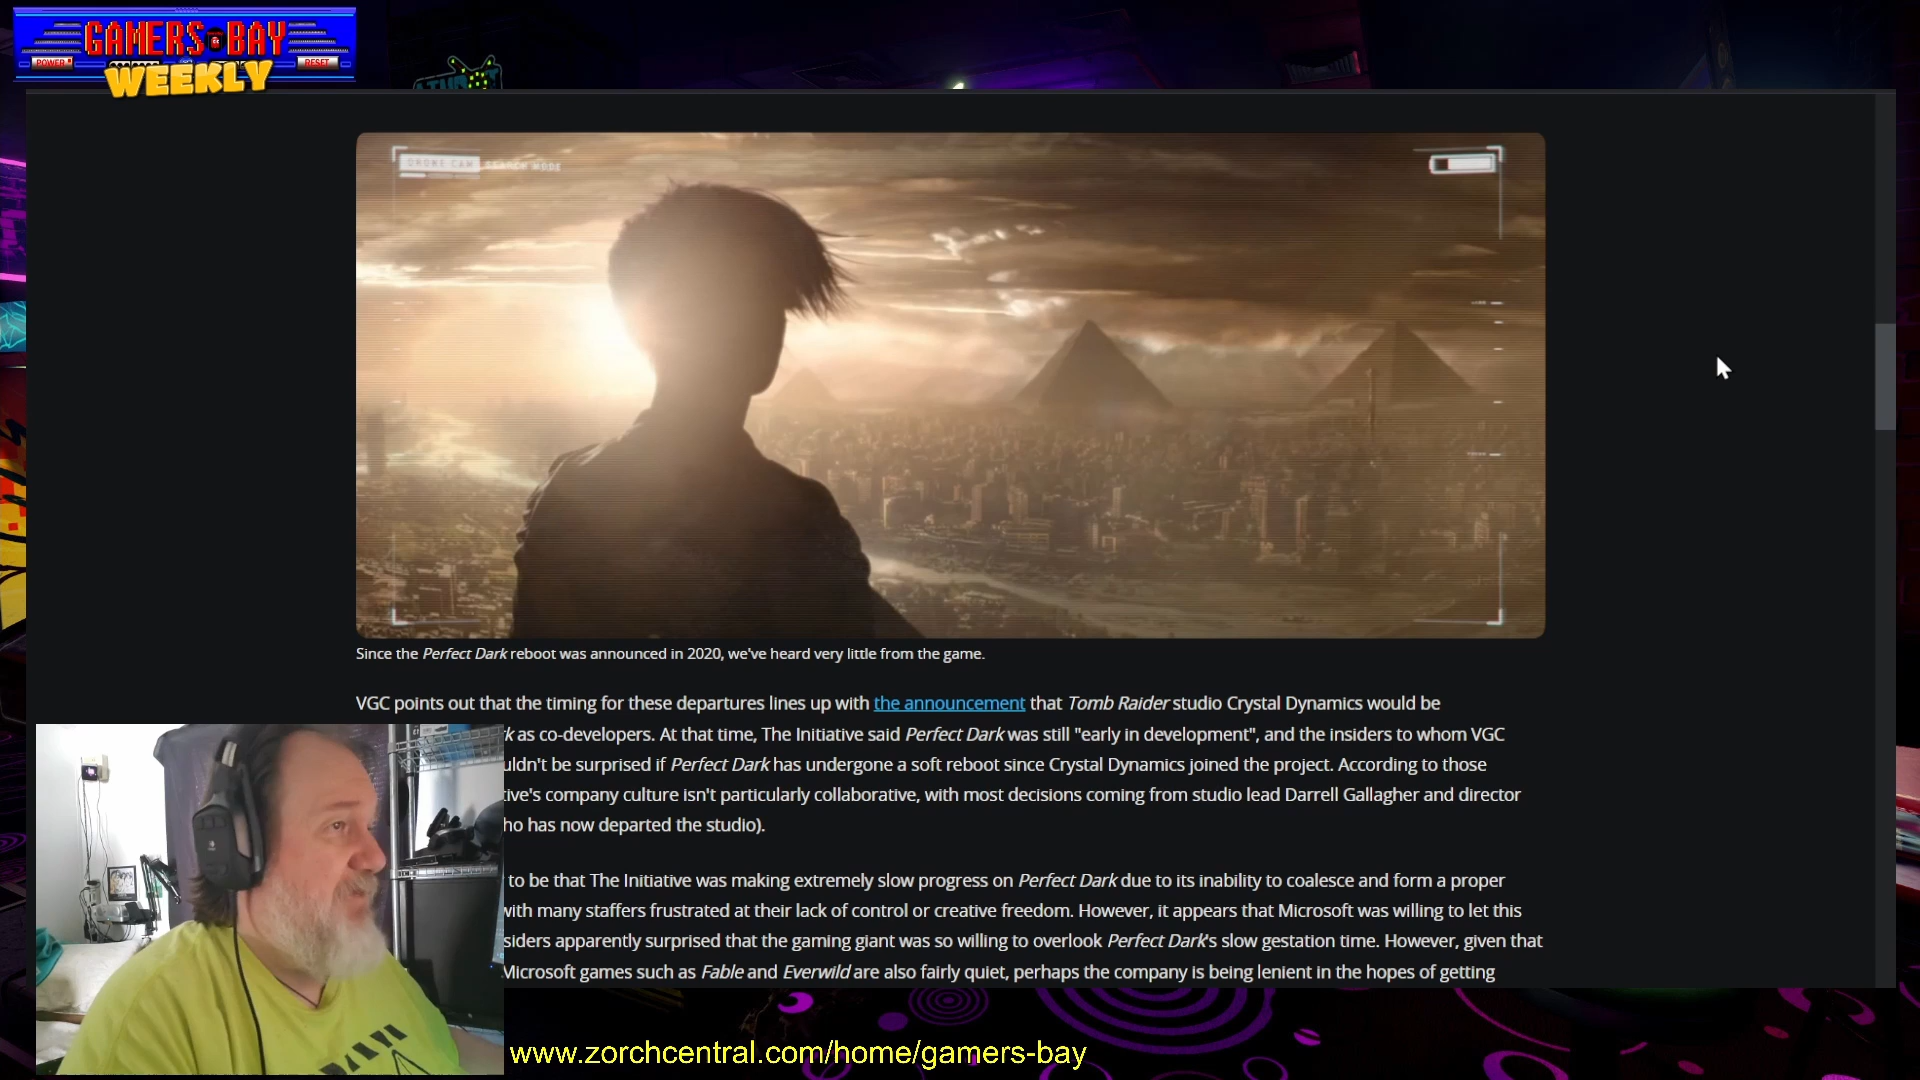 GAMERS BAY
POWER
RESET
WEEKLY
DRONE CAM SEARCH MODE
Since the Perfect Dark reboot was announced in 2020, we've heard very little from the game.
VGC points out that the timing for these departures lines up with the announcement that Tomb Raider studio Crystal Dynamics would be
as co-developers. At that time, The Initiative said Perfect Dark was still "early in development", and the insiders to whom VGC
uldn't be surprised if Perfect Dark has undergone a soft reboot since Crystal Dynamics joined the project. According to those
tive's company culture isn't particularly collaborative, with most decisions coming from studio lead Darrell Gallagher and director
ho has now departed the studio).
to be that The Initiative was making extremely slow progress on Perfect Dark due to its inability to coalesce and form a proper
with many staffers frustrated at their lack of control or creative freedom. However, it appears that Microsoft was willing to let this
siders apparently surprised that the gaming giant was so willing to overlook Perfect Dark's slow gestation time. However, given that
Microsoft games such as Fable and Everwild are also fairly quiet, perhaps the company is being lenient in the hopes of getting
www.zorchcentral.com/home/gamers-bay